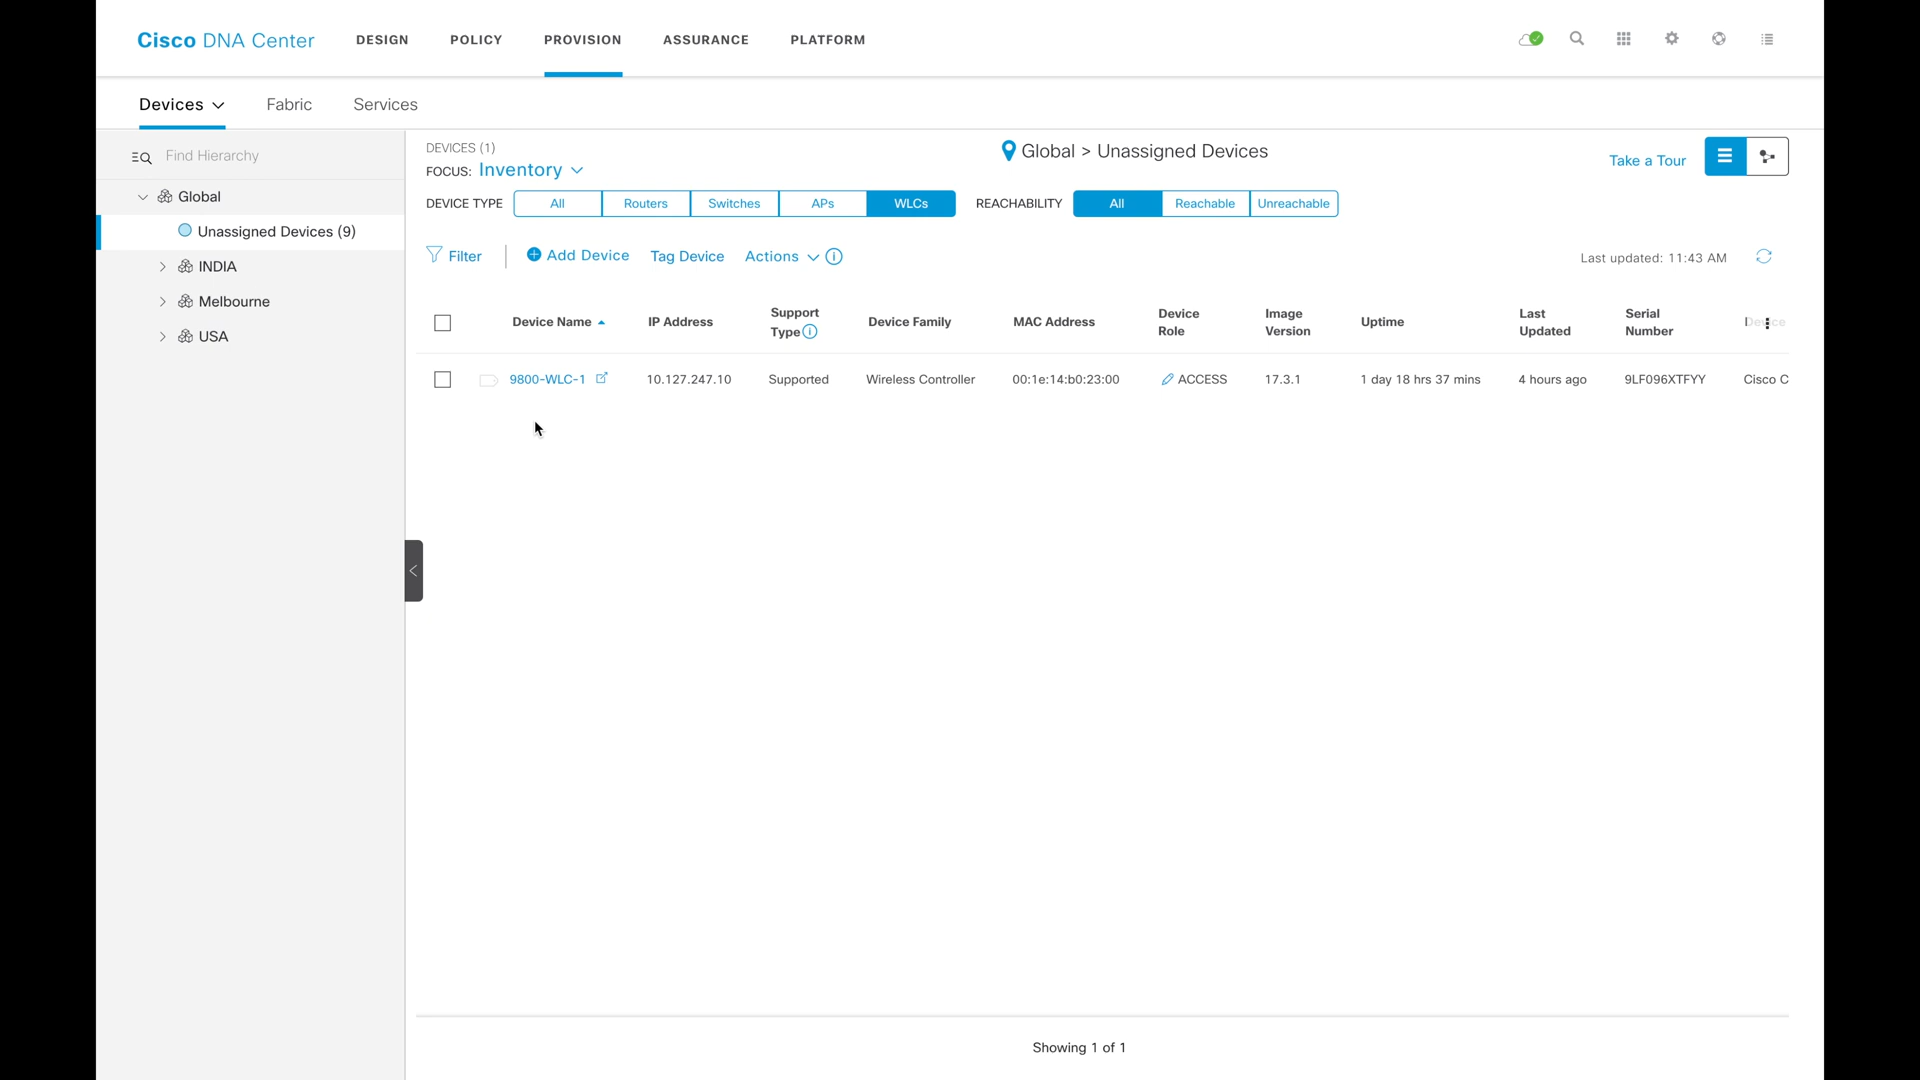 Cisco DNA Center DESIGN POLICY PROVISION ASSURANCE PLATFORM
Devices Fabric Services
Find Hierarchy
Global
Unassigned Devices (9)
INDIA
Melbourne
USA
DEVICES (1)
FOCUS: Inventory
Global > Unassigned Devices
Take a Tour
DEVICE TYPE All Routers Switches APs WLCs REACHABILITY All Reachable Unreachable
Filter Add Device Tag Device Actions Last updated: 11:43 AM
Device Name IP Address Support Type Device Family MAC Address Device Role Image Version Uptime Last Updated Serial Number Device
9800-WLC-1 10.127.247.10 Supported Wireless Controller 00:1e:14:b0:23:00 ACCESS 17.3.1 1 day 18 hrs 37 mins 4 hours ago 9LF096XTFYY Cisco C
Showing 1 of 1